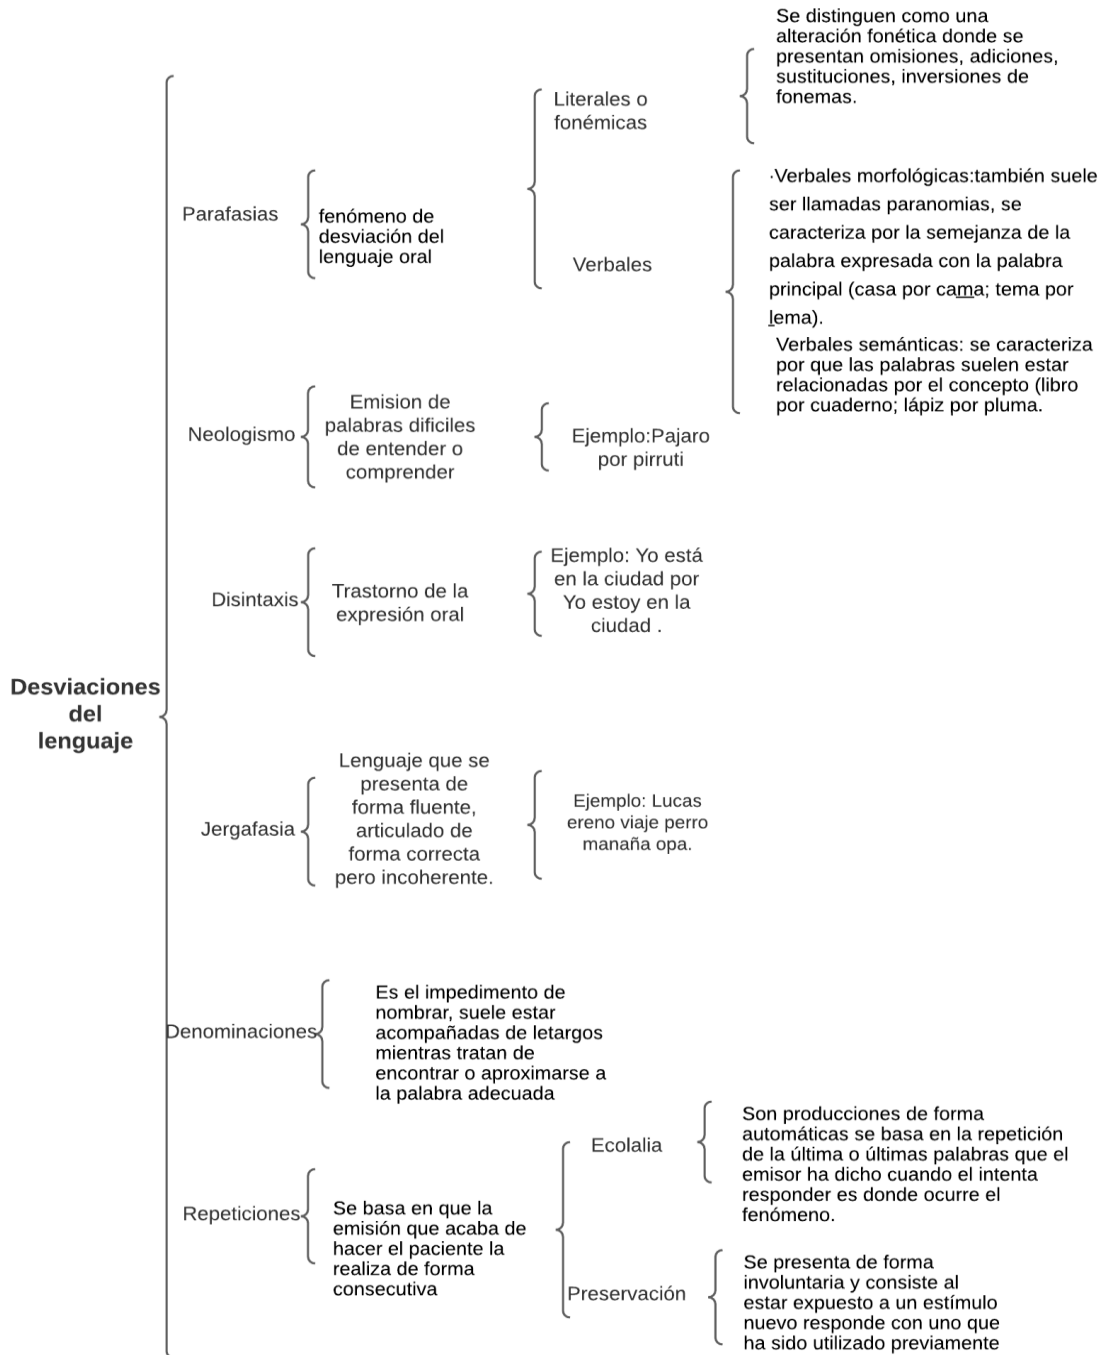 Desviaciones
del
lenguaje
Parafasias
fenómeno de
desviación del
lenguaje oral
Literales o
fonémicas
Se distinguen como una
alteración fonética donde se
presentan omisiones, adiciones,
sustituciones, inversiones de
fonemas.
Verbales
·Verbales morfológicas:también suele
ser llamadas paranomias, se
caracteriza por la semejanza de la
palabra expresada con la palabra
principal (casa por cama; tema por
lema).
Verbales semánticas: se caracteriza
por que las palabras suelen estar
relacionadas por el concepto (libro
por cuaderno; lápiz por pluma.
Neologismo
Emision de
palabras dificiles
de entender o
comprender
Ejemplo:Pajaro
por pirruti
Disintaxis
Trastorno de la
expresión oral
Ejemplo: Yo está
en la ciudad por
Yo estoy en la
ciudad .
Jergafasia
Lenguaje que se
presenta de
forma fluente,
articulado de
forma correcta
pero incoherente.
Ejemplo: Lucas
ereno viaje perro
manaña opa.
Denominaciones
Es el impedimento de
nombrar, suele estar
acompañadas de letargos
mientras tratan de
encontrar o aproximarse a
la palabra adecuada
Repeticiones
Se basa en que la
emisión que acaba de
hacer el paciente la
realiza de forma
consecutiva
Ecolalia
Son producciones de forma
automáticas se basa en la repetición
de la última o últimas palabras que el
emisor ha dicho cuando el intenta
responder es donde ocurre el
fenómeno.
Preservación
Se presenta de forma
involuntaria y consiste al
estar expuesto a un estímulo
nuevo responde con uno que
ha sido utilizado previamente